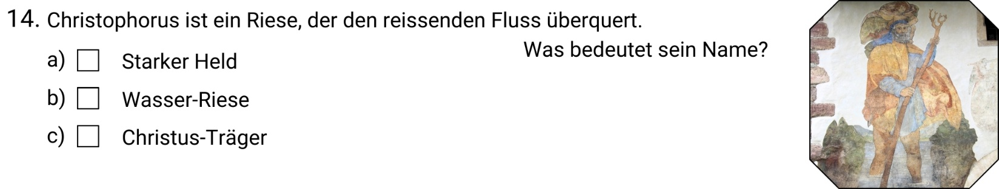 14. Christophorus ist ein Riese, der den reissenden Fluss überquert.
Was bedeutet sein Name?
a) Starker Held
b) Wasser-Riese
c) Christus-Träger